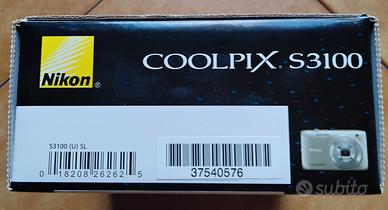 Nikon®
COOLPIX S3100
S3100 (U) SL
0 18208 26262 5
37540576
subito